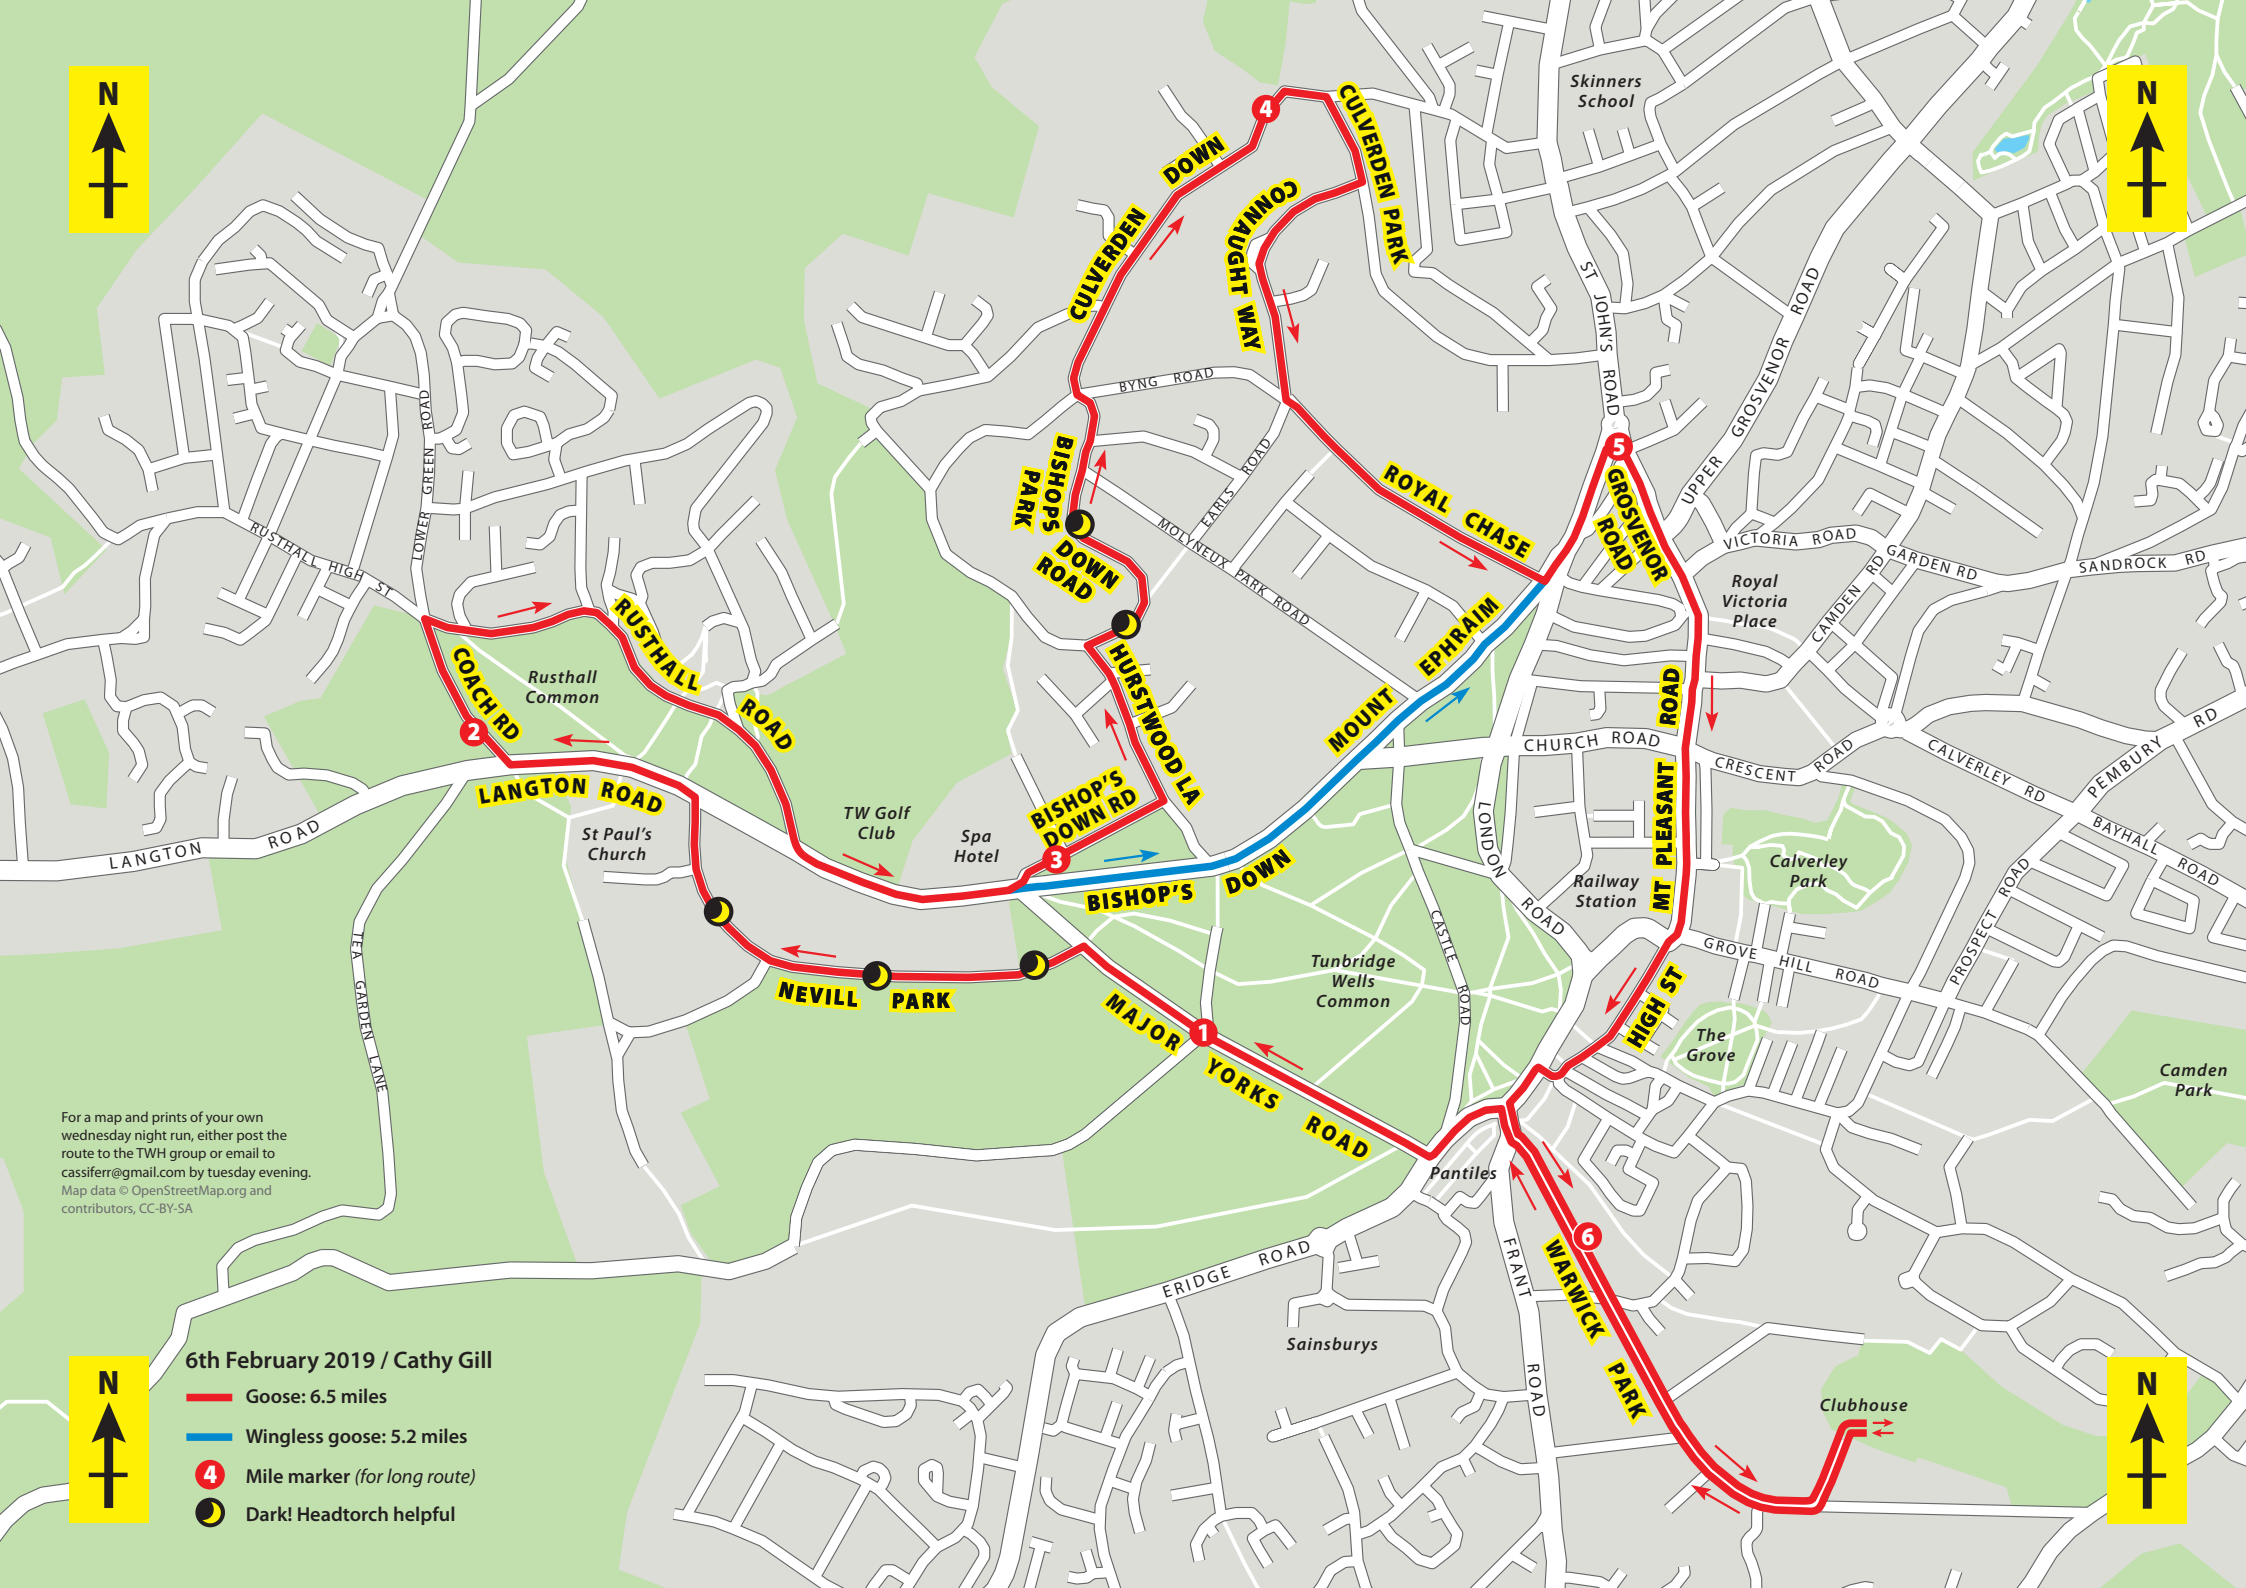 N
N
Skinners
School
4
CULVERDEN PARK
CULVERDEN DOWN
CONNAUGHT WAY
ST JOHN'S ROAD
UPPER GROSVENOR ROAD
BYNG ROAD
LOWER GREEN ROAD
5
GROSVENOR
ROAD
BISHOPS
PARK
EARLS ROAD
ROYAL CHASE
MOLYNEUX PARK ROAD
VICTORIA ROAD
GARDEN RD
SANDROCK RD
CAMDEN RD
RUSTHALL HIGH ST
DOWN
ROAD
Royal
Victoria
Place
RUSTHALL ROAD
COACH RD
Rusthall
Common
HURSTWOOD LA
MOUNT EPHRAIM
MT PLEASANT ROAD
2
CHURCH ROAD
CRESCENT ROAD
CALVERLEY RD
PEMBURY RD
BAYHALL ROAD
LANGTON ROAD
LANGTON ROAD
St Paul's
Church
TW Golf
Club
Spa
Hotel
BISHOP'S
DOWN RD
3
BISHOP'S DOWN
LONDON ROAD
Railway
Station
Calverley
Park
PROSPECT ROAD
GROVE HILL ROAD
CASTLE ROAD
TEA GARDEN LANE
NEVILL PARK
Tunbridge
Wells
Common
HIGH ST
The
Grove
1
MAJOR YORKS ROAD
Camden
Park
Pantiles
For a map and prints of your own
wednesday night run, either post the
route to the TWH group or email to
cassiferr@gmail.com by tuesday evening.
Map data © OpenStreetMap.org and
contributors, CC-BY-SA
6
WARWICK PARK
FRANT ROAD
ERIDGE ROAD
Sainsburys
Clubhouse
N
N
6th February 2019 / Cathy Gill
Goose: 6.5 miles
Wingless goose: 5.2 miles
4 Mile marker (for long route)
Dark! Headtorch helpful